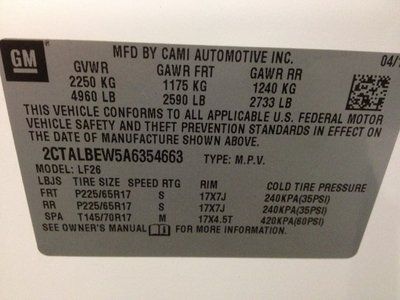 GM
MFD BY CAMI AUTOMOTIVE INC. 04/1
GVWR GAWR FRT GAWR RR
2250 KG 1175 KG 1240 KG
4960 LB 2590 LB 2733 LB
THIS VEHICLE CONFORMS TO ALL APPLICABLE U.S. FEDERAL MOTOR
VEHICLE SAFETY AND THEFT PREVENTION STANDARDS IN EFFECT ON
THE DATE OF MANUFACTURE SHOWN ABOVE.
2CTALBEW5A6354663 TYPE: M.P.V.
MODEL: LF26
LBJS TIRE SIZE SPEED RTG RIM COLD TIRE PRESSURE
FRT P225/65R17 S 17X7J 240KPA(35PSI)
RR P225/65R17 S 17X7J 240KPA(35PSI)
SPA T145/70R17 M 17X4.5T 420KPA(60PSI)
SEE OWNER'S MANUAL FOR MORE INFORMATION.